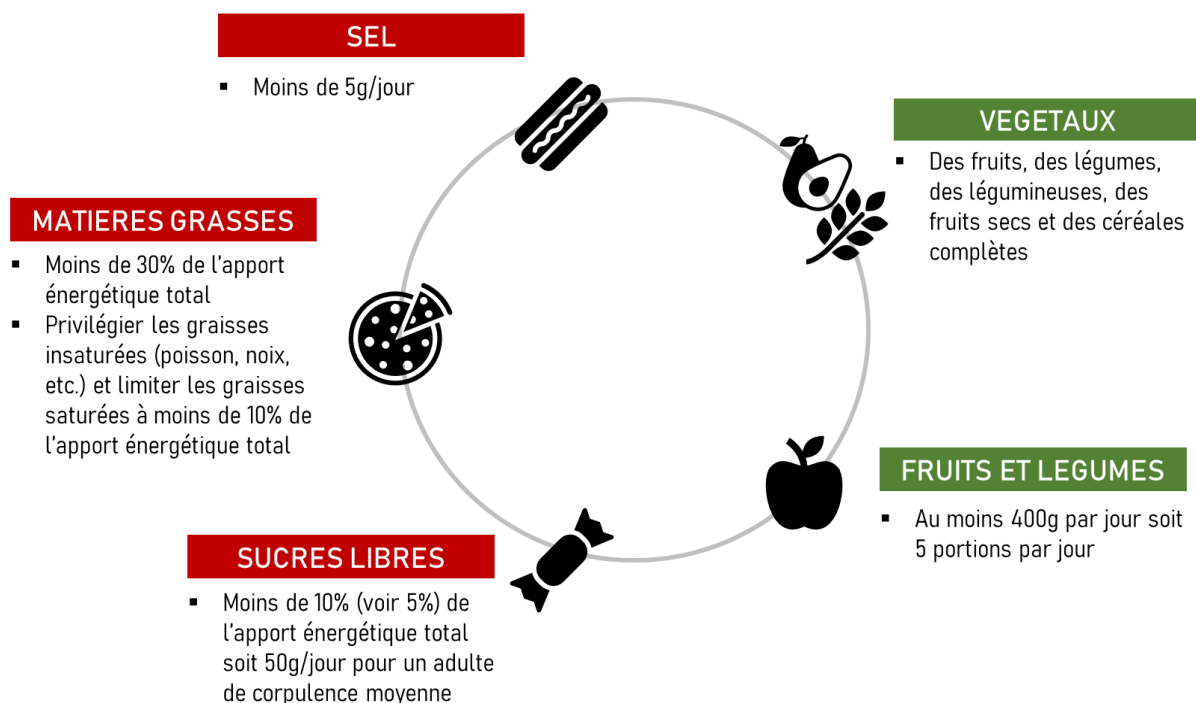 SEL
▪ Moins de 5g/jour
VEGETAUX
▪ Des fruits, des légumes,
des légumineuses, des
fruits secs et des céréales
complètes
MATIERES GRASSES
▪ Moins de 30% de l'apport
énergétique total
▪ Privilégier les graisses
insaturées (poisson, noix,
etc.) et limiter les graisses
saturées à moins de 10% de
l'apport énergétique total
FRUITS ET LEGUMES
▪ Au moins 400g par jour soit
5 portions par jour
SUCRES LIBRES
▪ Moins de 10% (voir 5%) de
l'apport énergétique total
soit 50g/jour pour un adulte
de corpulence moyenne